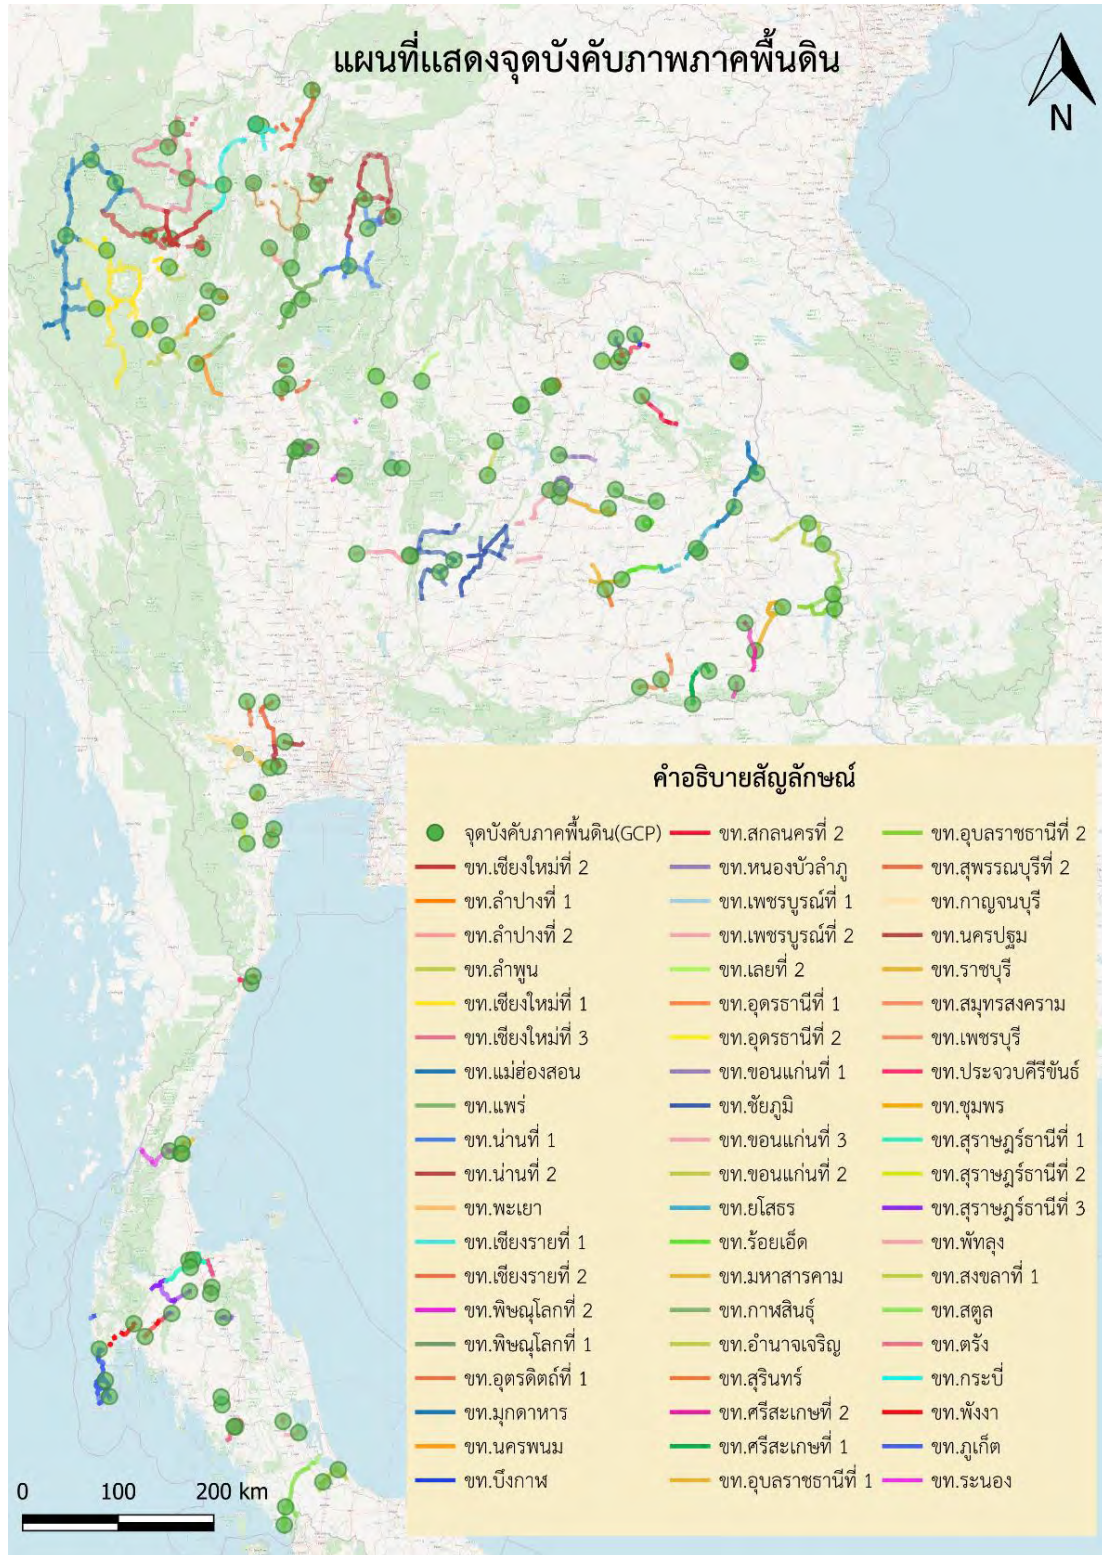 แผนที่แสดงจุดบังคับภาพภาคพื้นดิน
N
คำอธิบายสัญลักษณ์
จุดบังคับภาคพื้นดิน(GCP)
ขท.เชียงใหม่ที่ 2
ขท.ลำปางที่ 1
ขท.ลำปางที่ 2
ขท.ลำพูน
ขท.เชียงใหม่ที่ 1
ขท.เชียงใหม่ที่ 3
ขท.แม่ฮ่องสอน
ขท.แพร่
ขท.น่านที่ 1
ขท.น่านที่ 2
ขท.พะเยา
ขท.เชียงรายที่ 1
ขท.เชียงรายที่ 2
ขท.พิษณุโลกที่ 2
ขท.พิษณุโลกที่ 1
ขท.อุตรดิตถ์ที่ 1
ขท.มุกดาหาร
ขท.นครพนม
ขท.บึงกาฬ
ขท.สกลนครที่ 2
ขท.หนองบัวลำภู
ขท.เพชรบูรณ์ที่ 1
ขท.เพชรบูรณ์ที่ 2
ขท.เลยที่ 2
ขท.อุดรธานีที่ 1
ขท.อุดรธานีที่ 2
ขท.ขอนแก่นที่ 1
ขท.ชัยภูมิ
ขท.ขอนแก่นที่ 3
ขท.ขอนแก่นที่ 2
ขท.ยโสธร
ขท.ร้อยเอ็ด
ขท.มหาสารคาม
ขท.กาฬสินธุ์
ขท.อำนาจเจริญ
ขท.สุรินทร์
ขท.ศรีสะเกษที่ 2
ขท.ศรีสะเกษที่ 1
ขท.อุบลราชธานีที่ 1
ขท.อุบลราชธานีที่ 2
ขท.สุพรรณบุรีที่ 2
ขท.กาญจนบุรี
ขท.นครปฐม
ขท.ราชบุรี
ขท.สมุทรสงคราม
ขท.เพชรบุรี
ขท.ประจวบคีรีขันธ์
ขท.ชุมพร
ขท.สุราษฎร์ธานีที่ 1
ขท.สุราษฎร์ธานีที่ 2
ขท.สุราษฎร์ธานีที่ 3
ขท.พัทลุง
ขท.สงขลาที่ 1
ขท.สตูล
ขท.ตรัง
ขท.กระบี่
ขท.พังงา
ขท.ภูเก็ต
ขท.ระนอง
0 100 200 km